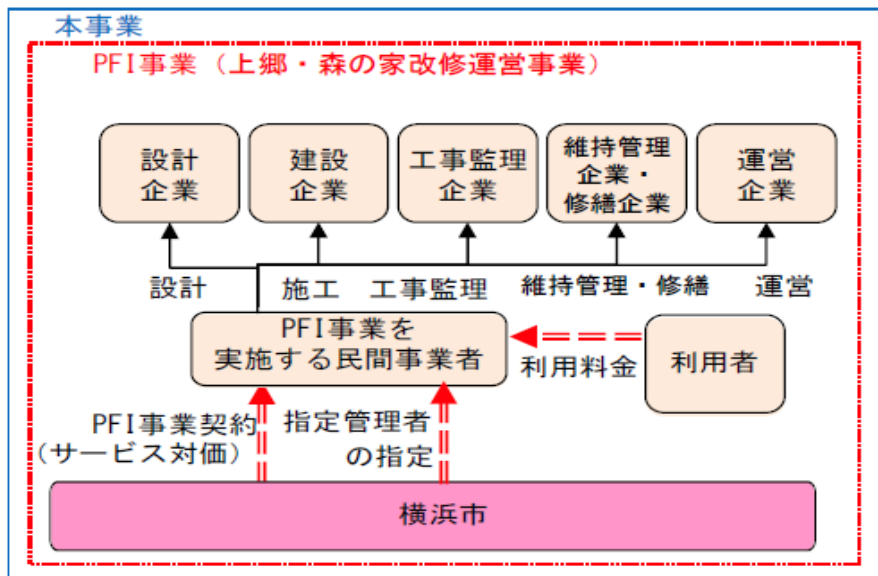 本事業
PFI事業（上郷・森の家改修運営事業）
設計
企業
建設
企業
工事監理
企業
維持管理
企業・
修繕企業
運営
企業
設計
施工
工事監理
維持管理・修繕
運営
PFI事業を
実施する民間事業者
利用料金
利用者
PFI事業契約
（サービス対価）
指定管理者
の指定
横浜市